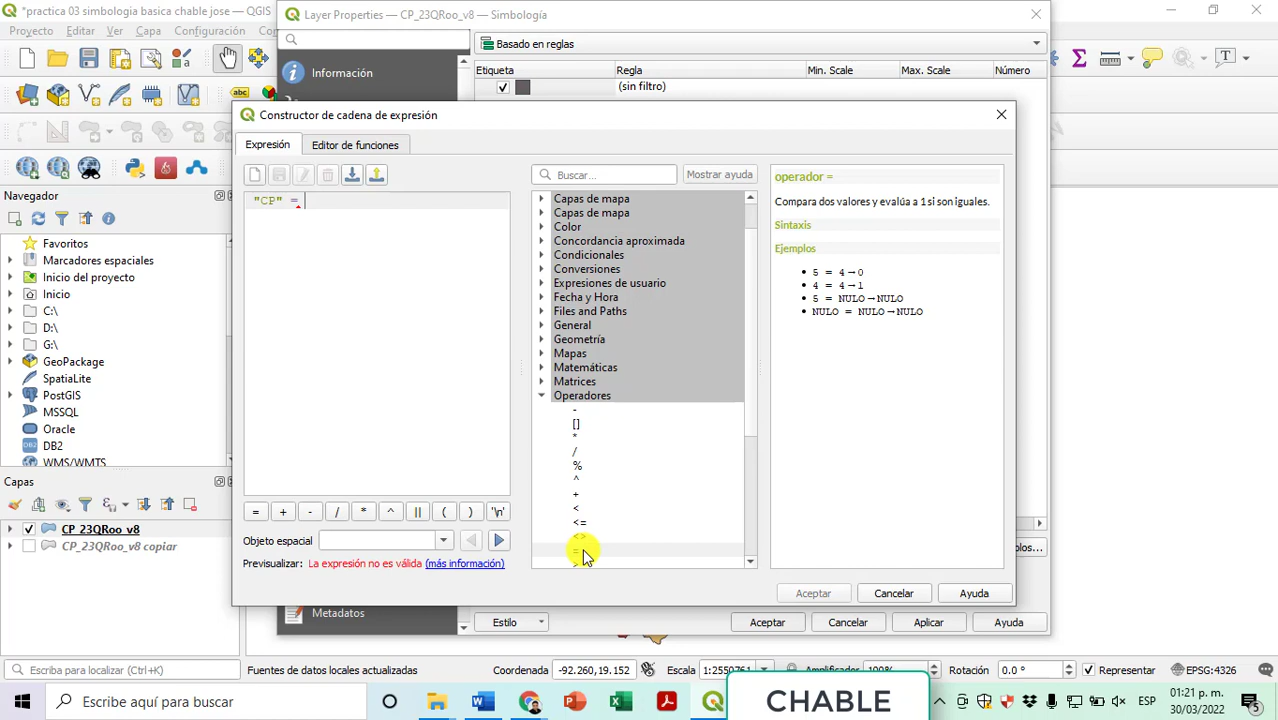 *practica 03 simbologia basica chable jose — QGIS
Layer Properties — CP_23QRoo_v8 — Simbología
Proyecto Editar Ver Capa Configuración
Basado en reglas
Información
Etiqueta Regla Min. Scale Max. Scale Número
(sin filtro)
abc
Constructor de cadena de expresión
Expresión Editor de funciones
Buscar... Mostrar ayuda
"CP" =
Capas de mapa
Capas de mapa
Color
Concordancia aproximada
Condicionales
Conversiones
Expresiones de usuario
Fecha y Hora
Files and Paths
General
Geometría
Mapas
Matemáticas
Matrices
Operadores
-
[]
*
/
%
^
+
<
<=
<>
=
operador =
Compara dos valores y evalúa a 1 si son iguales.
Sintaxis
Ejemplos
5 = 4→0
4 = 4→1
5 = NULO→NULO
NULO = NULO→NULO
= + - / * ^ || ( ) '\n'
Objeto espacial
Previsualizar: La expresión no es válida (más información)
Aceptar Cancelar Ayuda
Navegador
Favoritos
Marcadores espaciales
Inicio del proyecto
Inicio
C:\
D:\
G:\
GeoPackage
SpatiaLite
PostGIS
MSSQL
Oracle
DB2
WMS/WMTS
Capas
CP_23QRoo_v8
CP_23QRoo_v8 copiar
Metadatos
Estilo Aceptar Cancelar Aplicar Ayuda
Escriba para localizar (Ctrl+K) Fuentes de datos locales actualizadas Coordenada -92.260,19.152 Escala 1:2550761 Amplificador 100% Rotación 0.0 ° Representar EPSG:4326
Escribe aquí para buscar
CHABLE
ESP
01:21 p. m.
30/03/2022
5